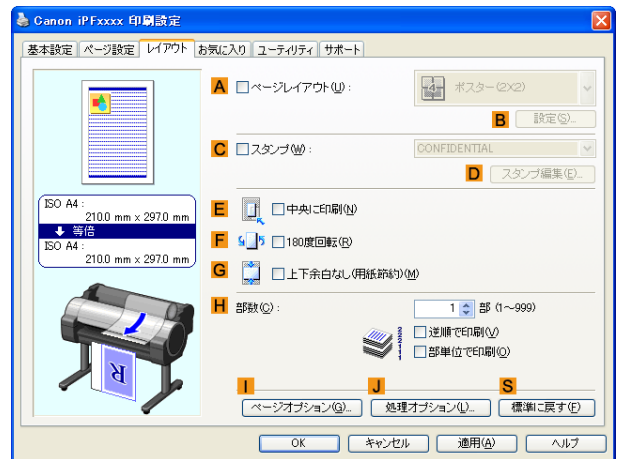 Canon iPFxxxx 印刷設定
基本設定 ページ設定 レイアウト お気に入り ユーティリティ サポート
A ページレイアウト(U) : ポスター(2×2)
B 設定(S)...
C スタンプ(W) : CONFIDENTIAL
D スタンプ編集(E)...
ISO A4 :
210.0 mm × 297.0 mm
等倍
ISO A4 :
210.0 mm × 297.0 mm
E 中央に印刷(N)
F 180度回転(R)
G 上下余白なし(用紙節約)(M)
H 部数(C) : 1 部 (1～999)
逆順で印刷(V)
部単位で印刷(O)
I J S
ページオプション(G)... 処理オプション(L)... 標準に戻す(F)
OK キャンセル 適用(A) ヘルプ